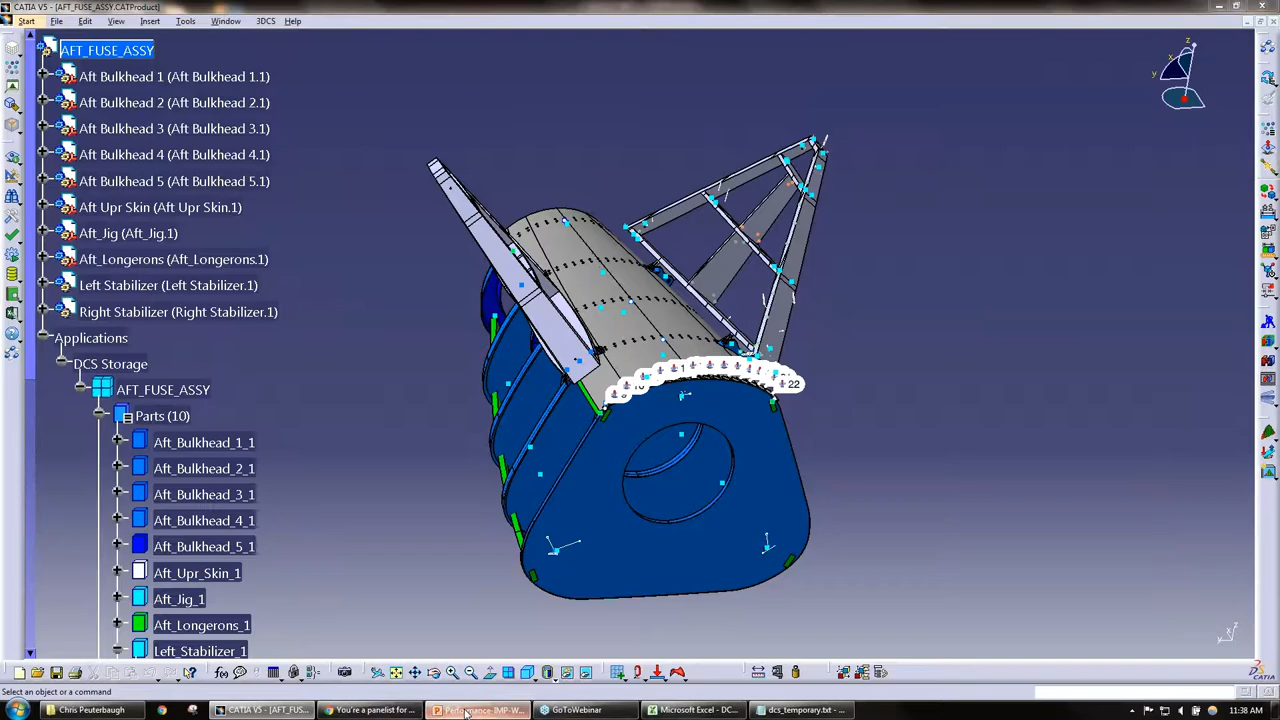 CATIA V5 - [AFT_FUSE_ASSY.CATProduct]
Start File Edit View Insert Tools Window 3DCS Help
AFT_FUSE_ASSY
Aft Bulkhead 1 (Aft Bulkhead 1.1)
Aft Bulkhead 2 (Aft Bulkhead 2.1)
Aft Bulkhead 3 (Aft Bulkhead 3.1)
Aft Bulkhead 4 (Aft Bulkhead 4.1)
Aft Bulkhead 5 (Aft Bulkhead 5.1)
Aft Upr Skin (Aft Upr Skin.1)
Aft_Jig (Aft_Jig.1)
Aft_Longerons (Aft_Longerons.1)
Left Stabilizer (Left Stabilizer.1)
Right Stabilizer (Right Stabilizer.1)
Applications
DCS Storage
AFT_FUSE_ASSY
Parts (10)
Aft_Bulkhead_1_1
Aft_Bulkhead_2_1
Aft_Bulkhead_3_1
Aft_Bulkhead_4_1
Aft_Bulkhead_5_1
Aft_Upr_Skin_1
Aft_Jig_1
Aft_Longerons_1
Left_Stabilizer_1
z
x
y
22
Select an object or a command
CATIA
Chris Peuterbaugh
CATIA V5 - [AFT_FUS...
You're a panelist for ...
Performance-IMP-W...
GoToWebinar
Microsoft Excel - DC...
dcs_temporary.txt - ...
11:38 AM